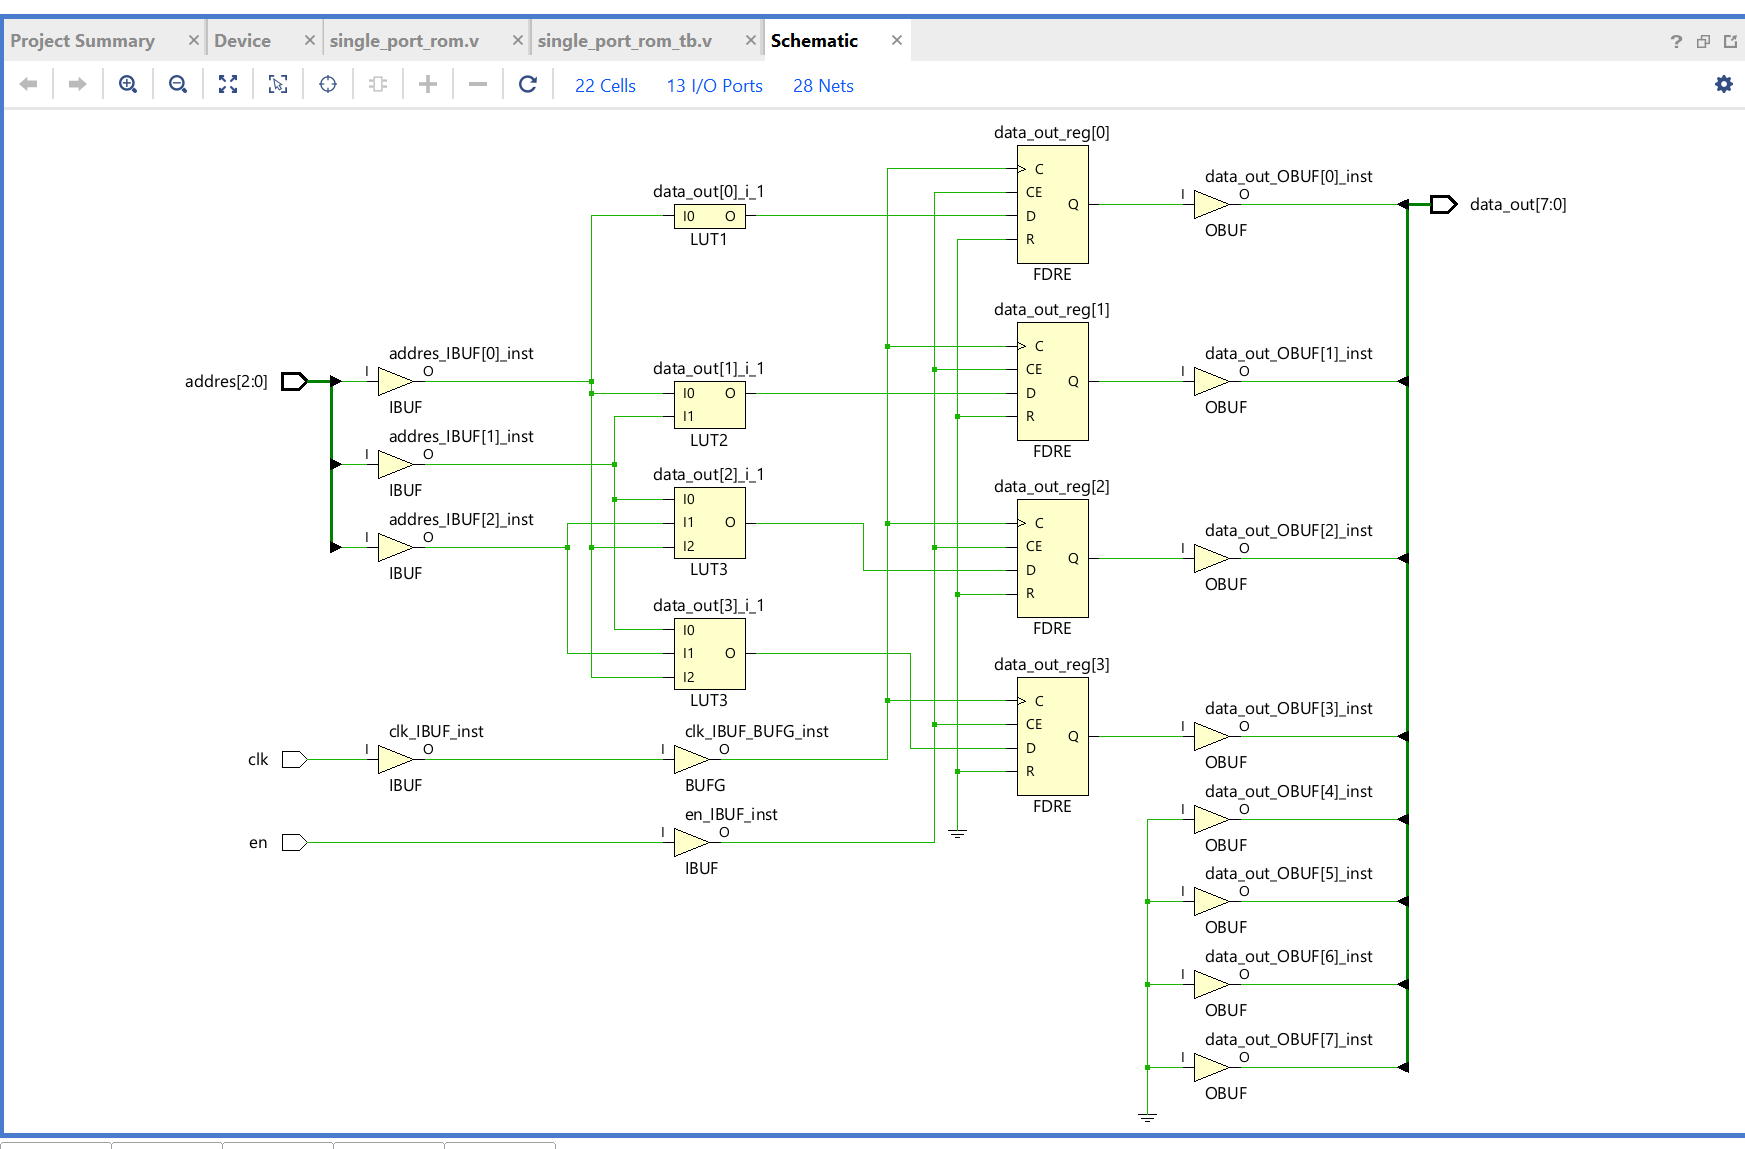 Project Summary × Device × single_port_rom.v × single_port_rom_tb.v × Schematic × ?
22 Cells 13 I/O Ports 28 Nets
data_out_reg[0]
C
CE
D
R
Q
FDRE
data_out[0]_i_1
I0 O
LUT1
data_out_OBUF[0]_inst
I O
OBUF
data_out[7:0]
data_out_reg[1]
C
CE
D
R
Q
FDRE
addres[2:0]
addres_IBUF[0]_inst
I O
IBUF
data_out[1]_i_1
I0 O
I1
LUT2
data_out_OBUF[1]_inst
I O
OBUF
addres_IBUF[1]_inst
I O
IBUF
data_out[2]_i_1
I0
I1 O
I2
LUT3
data_out_reg[2]
C
CE
D
R
Q
FDRE
data_out_OBUF[2]_inst
I O
OBUF
addres_IBUF[2]_inst
I O
IBUF
data_out[3]_i_1
I0
I1 O
I2
LUT3
data_out_reg[3]
C
CE
D
R
Q
FDRE
data_out_OBUF[3]_inst
I O
OBUF
clk
clk_IBUF_inst
I O
IBUF
clk_IBUF_BUFG_inst
I O
BUFG
en
en_IBUF_inst
I O
IBUF
data_out_OBUF[4]_inst
I O
OBUF
data_out_OBUF[5]_inst
I O
OBUF
data_out_OBUF[6]_inst
I O
OBUF
data_out_OBUF[7]_inst
I O
OBUF